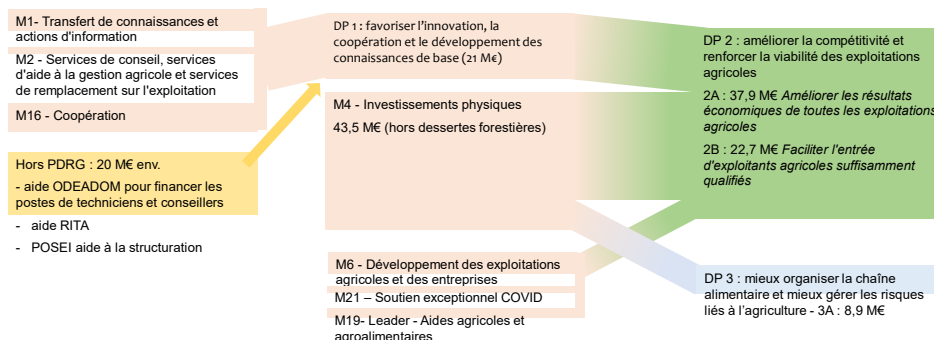 M1- Transfert de connaissances et
actions d'information
M2 - Services de conseil, services
d'aide à la gestion agricole et services
de remplacement sur l'exploitation
M16 - Coopération
Hors PDRG : 20 M€ env.
- aide ODEADOM pour financer les
postes de techniciens et conseillers
- aide RITA
- POSEI aide à la structuration
DP 1 : favoriser l'innovation, la
coopération et le développement des
connaissances de base (21 M€)
M4 - Investissements physiques
43,5 M€ (hors dessertes forestières)
M6 - Développement des exploitations
agricoles et des entreprises
M21 – Soutien exceptionnel COVID
M19- Leader - Aides agricoles et
agroalimentaires
DP 2 : améliorer la compétitivité et
renforcer la viabilité des exploitations
agricoles
2A : 37,9 M€ Améliorer les résultats
économiques de toutes les exploitations
agricoles
2B : 22,7 M€ Faciliter l'entrée
d'exploitants agricoles suffisamment
qualifiés
DP 3 : mieux organiser la chaîne
alimentaire et mieux gérer les risques
liés à l'agriculture - 3A : 8,9 M€